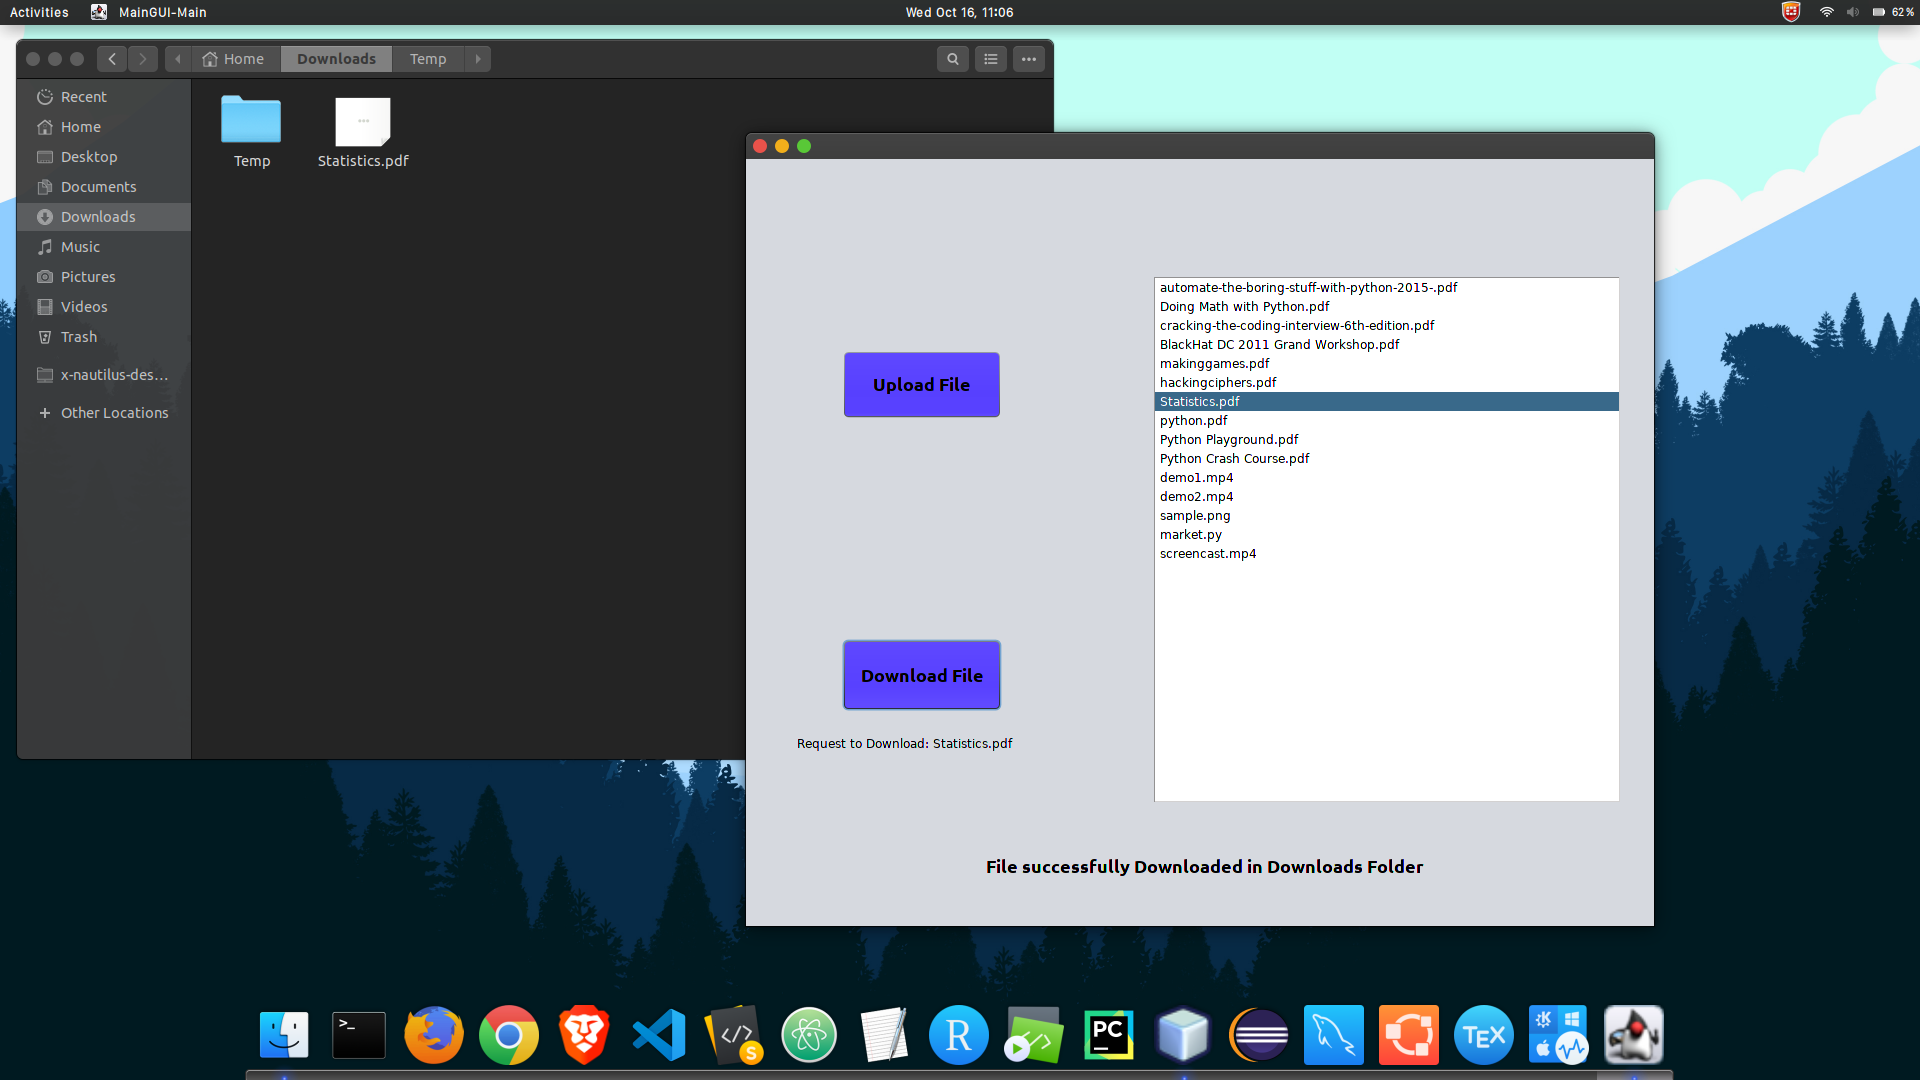 Activities MainGUI-Main Wed Oct 16, 11:06 62%
Home Downloads Temp
Recent
Home
Desktop
Documents
Downloads
Music
Pictures
Videos
Trash
x-nautilus-des...
+ Other Locations
Temp Statistics.pdf
Upload File
Download File
Request to Download: Statistics.pdf
automate-the-boring-stuff-with-python-2015-.pdf
Doing Math with Python.pdf
cracking-the-coding-interview-6th-edition.pdf
BlackHat DC 2011 Grand Workshop.pdf
makinggames.pdf
hackingciphers.pdf
Statistics.pdf
python.pdf
Python Playground.pdf
Python Crash Course.pdf
demo1.mp4
demo2.mp4
sample.png
market.py
screencast.mp4
File successfully Downloaded in Downloads Folder
>_ </> S R </> PC TEX